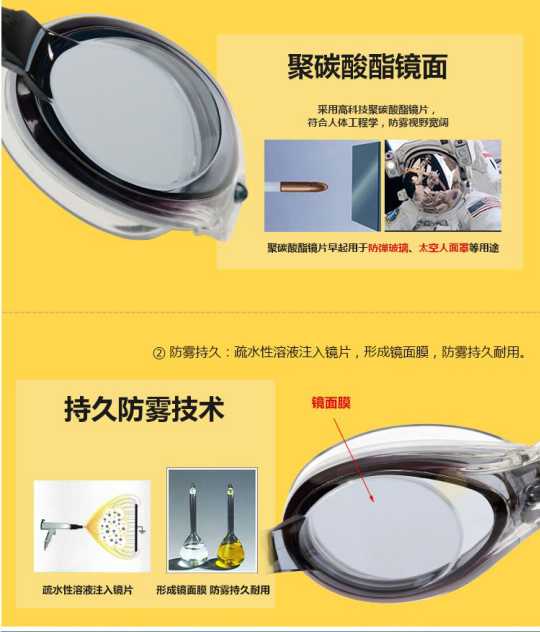 聚碳酸酯镜面
采用高科技聚碳酸酯镜片，
符合人体工程学，防雾视野宽阔
聚碳酸酯镜片早起用于防弹玻璃、太空人面罩等用途
② 防雾持久：疏水性溶液注入镜片，形成镜面膜，防雾持久耐用。
持久防雾技术
镜面膜
疏水性溶液注入镜片
形成镜面膜 防雾持久耐用